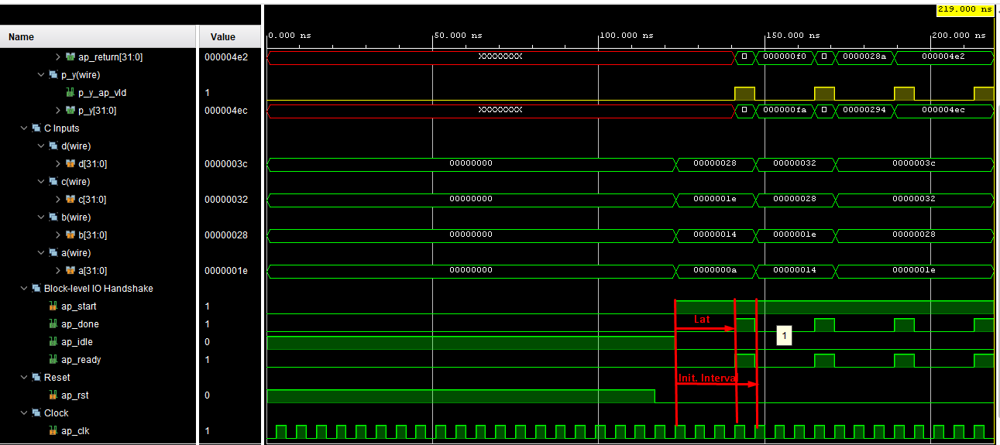 219.000 ns
Name Value 0.000 ns 50.000 ns 100.000 ns 150.000 ns 200.000 ns
ap_return[31:0] 000004e2 XXXXXXXX 000000f0 0000028a 000004e2
p_y(wire)
p_y_ap_vld 1
p_y[31:0] 000004ec XXXXXXXX 000000fa 00000294 000004ec
C Inputs
d(wire)
d[31:0] 0000003c 00000000 00000028 00000032 0000003c
c(wire)
c[31:0] 00000032 00000000 0000001e 00000028 00000032
b(wire)
b[31:0] 00000028 00000000 00000014 0000001e 00000028
a(wire)
a[31:0] 0000001e 00000000 0000000a 00000014 0000001e
Block-level IO Handshake
ap_start 1
ap_done 1 Lat
ap_idle 0 1
ap_ready 1
Reset Init. Interval
ap_rst 0
Clock
ap_clk 1